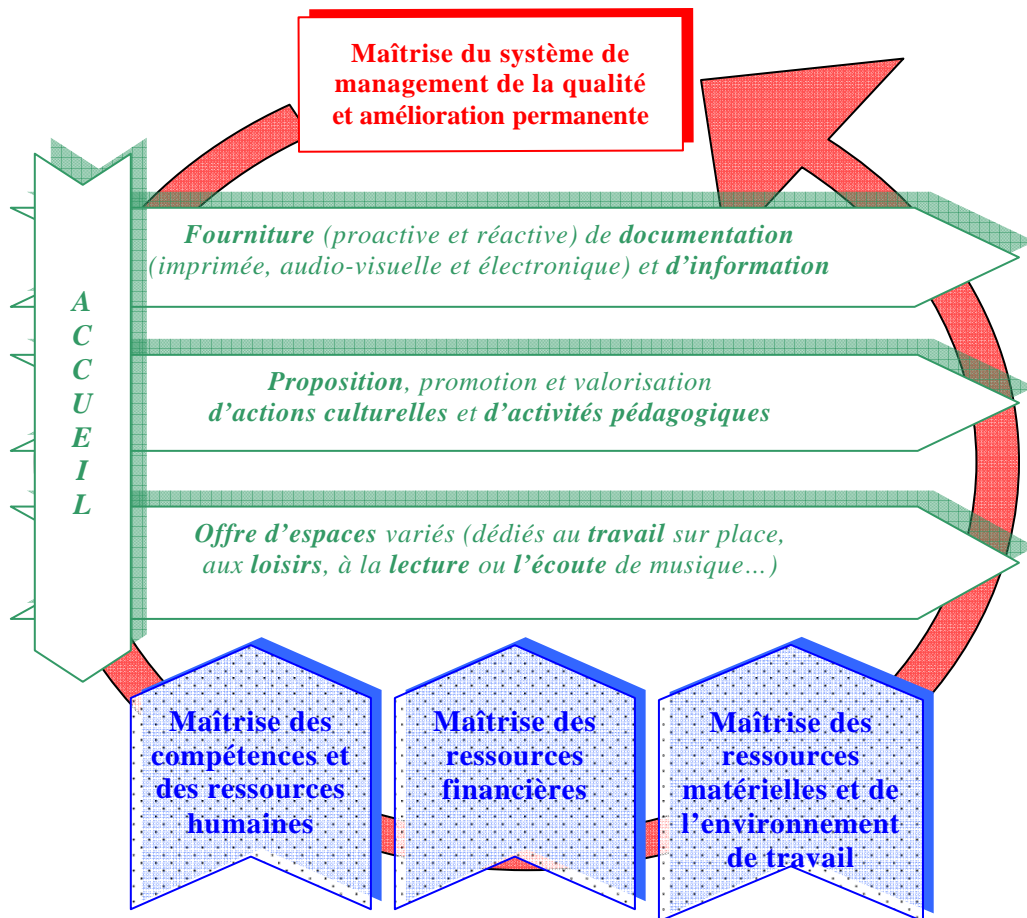 Maîtrise du système de
management de la qualité
et amélioration permanente
A
C
C
U
E
I
L
Fourniture (proactive et réactive) de documentation
(imprimée, audio-visuelle et électronique) et d’information
Proposition, promotion et valorisation
d’actions culturelles et d’activités pédagogiques
Offre d’espaces variés (dédiés au travail sur place,
aux loisirs, à la lecture ou l’écoute de musique…)
Maîtrise des
compétences et
des ressources
humaines
Maîtrise des
ressources
financières
Maîtrise des
ressources
matérielles et de
l’environnement
de travail